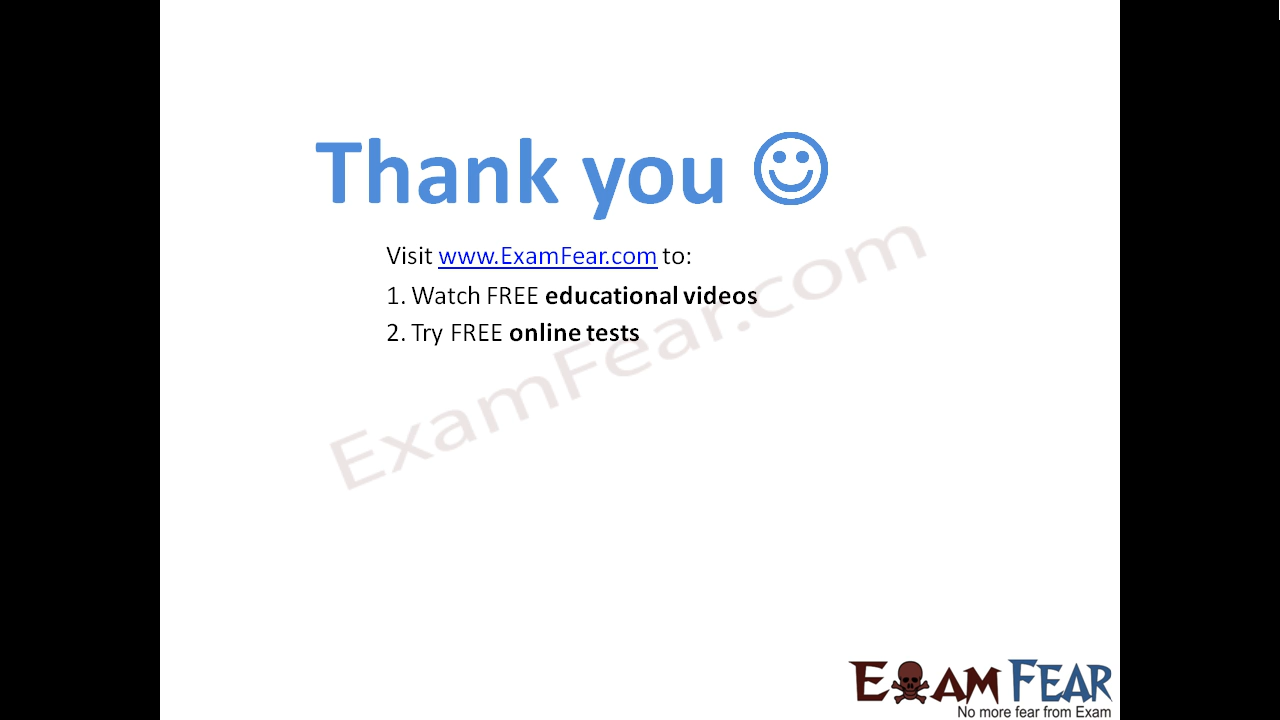 Thank you ☺
Visit www.ExamFear.com to:
1. Watch FREE educational videos
2. Try FREE online tests
ExamFear.com
EXAM FEAR
No more fear from Exam